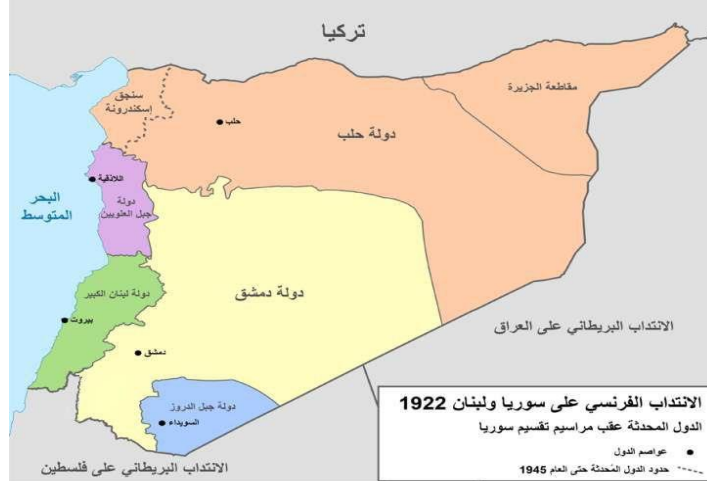 تركيا
سنجق
إسكندرونة
حلب
دولة حلب
مقاطعة الجزيرة
اللاذقية
دولة
جبل العلويين
البحر
المتوسط
دولة لبنان الكبير
بيروت
دولة دمشق
دمشق
الانتداب البريطاني على العراق
دولة جبل الدروز
السويداء
الانتداب البريطاني على فلسطين
الانتداب الفرنسي على سوريا ولبنان 1922
الدول المحدثة عقب مراسيم تقسيم سوريا
عواصم الدول
حدود الدول المُحدثة حتى العام 1945